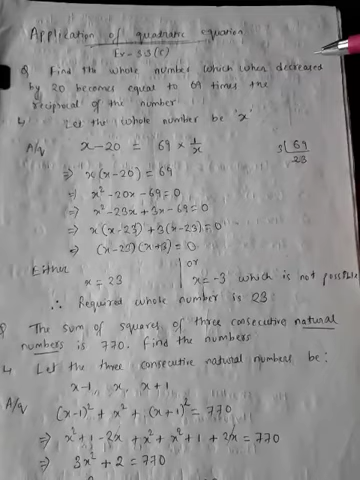 Application of quadratic equation
Ex-3.3(C)
Q Find the whole number which when decreased
by 20 becomes equal to 69 times the
reciprocal of the number
Let the whole number be 'x'
A/q x-20 = 69 × 1/x
3|69
23
⇒ x(x-20) = 69
⇒ x²-20x-69=0
⇒ x²-23x+3x-69=0
⇒ x(x-23)+3(x-23)=0
⇒ (x-23)(x+3)=0
Either | or
x=23 | x=-3 which is not possible
∴ Required whole number is 23
Q The sum of squares of three consecutive natural
numbers is 770. Find the numbers
Let the three consecutive natural numbers be:
x-1, x, x+1
A/q (x-1)² + x² + (x+1)² = 770
⇒ x²+1-2x+x²+x²+1+2x=770
⇒ 3x²+2=770